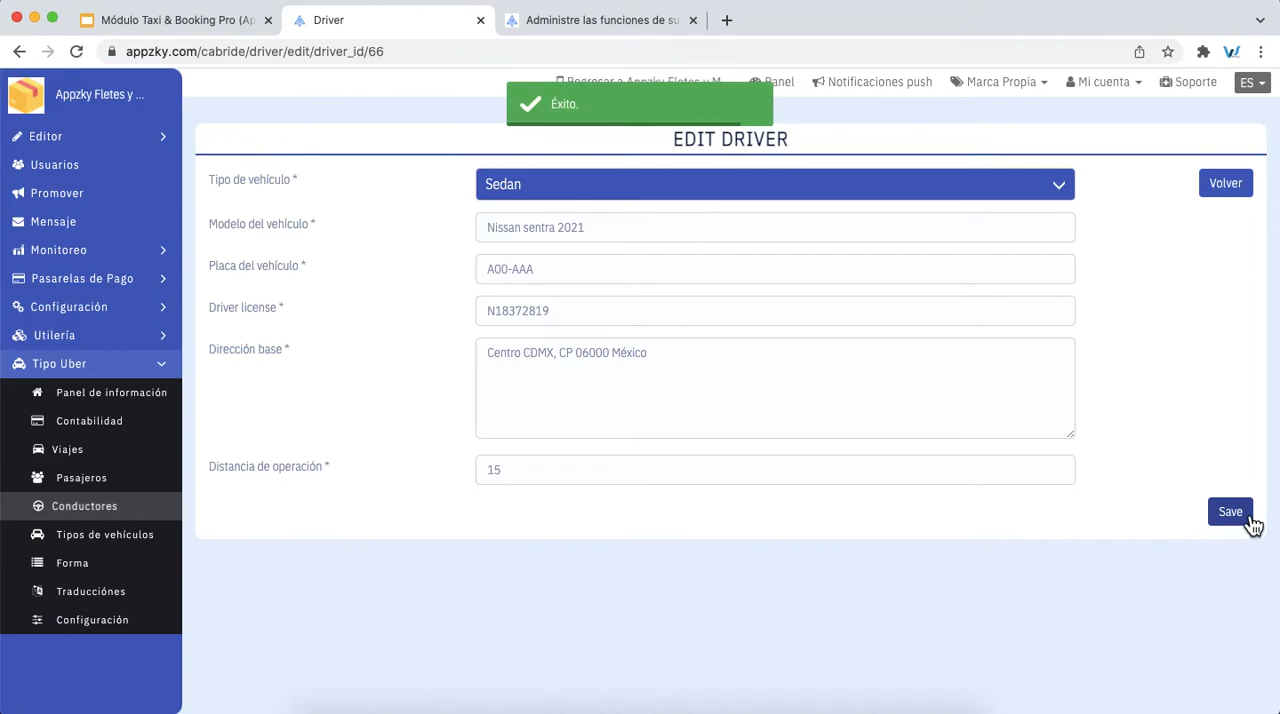 Módulo Taxi & Booking Pro (Ap
Driver
Administre las funciones de su
appzky.com/cabride/driver/edit/driver_id/66
Appzky Fletes y ...
Regresar a Appzky Fletes y M
Panel
Notificaciones push
Marca Propia
Mi cuenta
Soporte
ES
Éxito.
EDIT DRIVER
Editor
Usuarios
Promover
Mensaje
Monitoreo
Pasarelas de Pago
Configuración
Utilería
Tipo Uber
Panel de información
Contabilidad
Viajes
Pasajeros
Conductores
Tipos de vehículos
Forma
Traducciónes
Configuración
Tipo de vehículo *
Sedan
Volver
Modelo del vehículo *
Nissan sentra 2021
Placa del vehículo *
A00-AAA
Driver license *
N18372819
Dirección base *
Centro CDMX, CP 06000 México
Distancia de operación *
15
Save